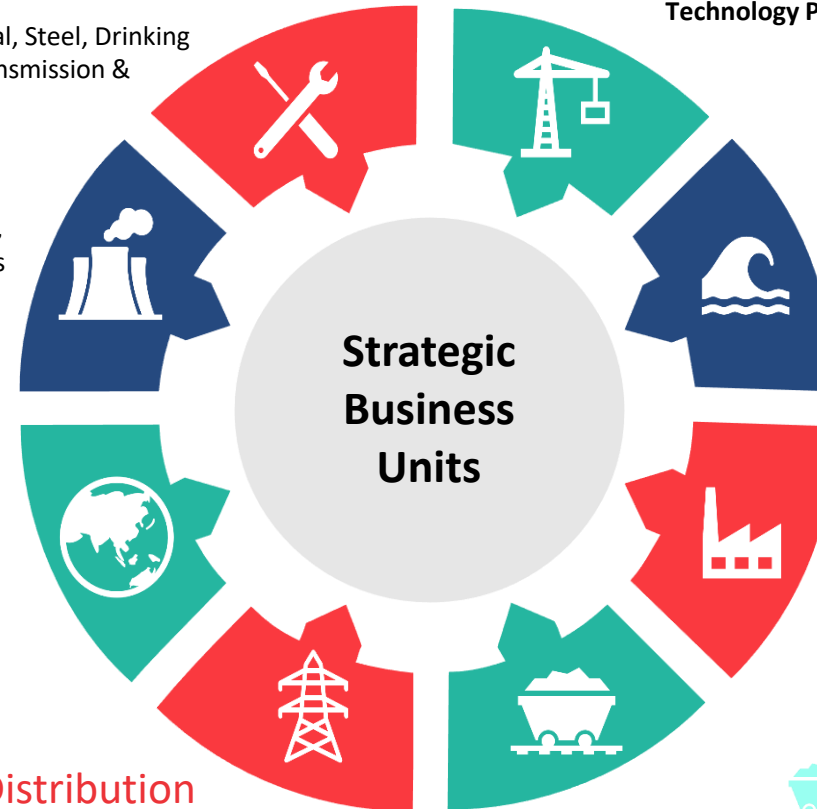 Technology P
al, Steel, Drinking
nsmission &
s
Strategic
Business
Units
Distribution